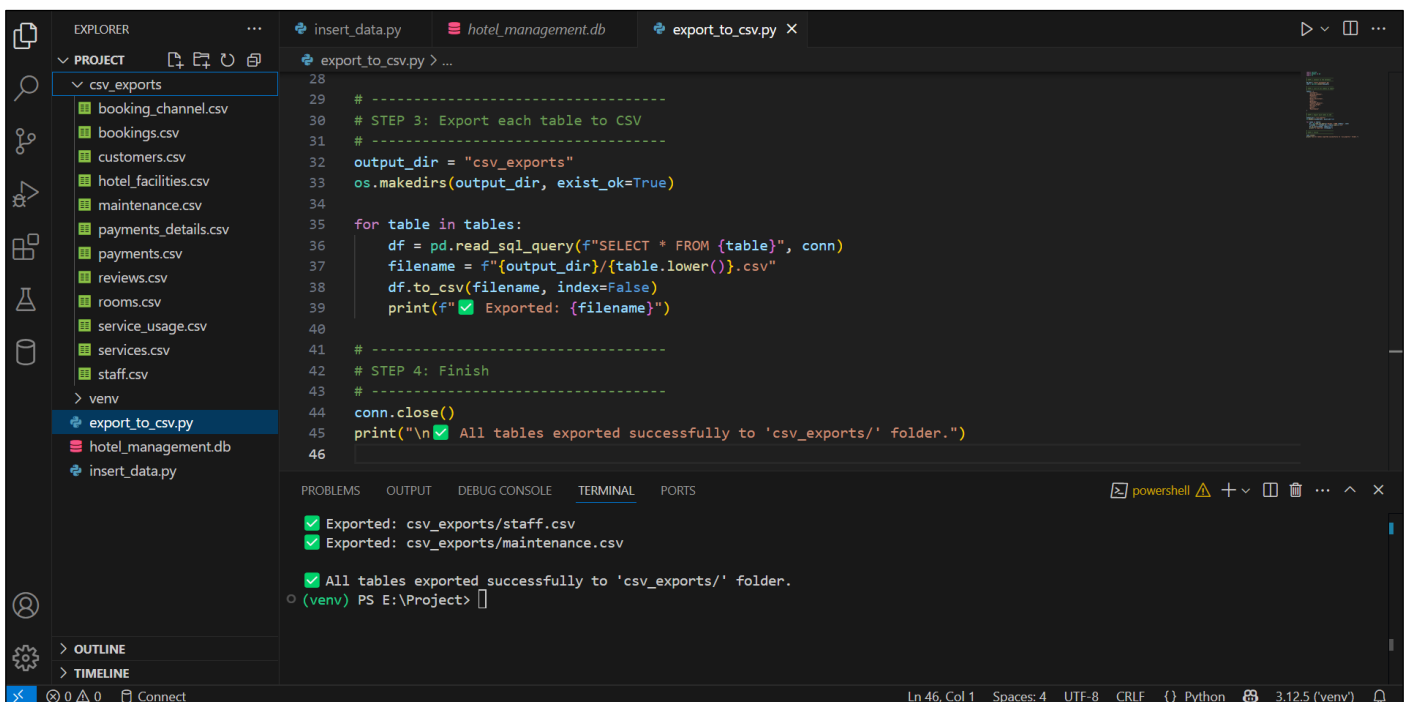 EXPLORER
PROJECT
csv_exports
booking_channel.csv
bookings.csv
customers.csv
hotel_facilities.csv
maintenance.csv
payments_details.csv
payments.csv
reviews.csv
rooms.csv
service_usage.csv
services.csv
staff.csv
venv
export_to_csv.py
hotel_management.db
insert_data.py
OUTLINE
TIMELINE
insert_data.py hotel_management.db export_to_csv.py
export_to_csv.py > ...
28
29 # -----------------------------------
30 # STEP 3: Export each table to CSV
31 # -----------------------------------
32 output_dir = "csv_exports"
33 os.makedirs(output_dir, exist_ok=True)
34
35 for table in tables:
36     df = pd.read_sql_query(f"SELECT * FROM {table}", conn)
37     filename = f"{output_dir}/{table.lower()}.csv"
38     df.to_csv(filename, index=False)
39     print(f"✅ Exported: {filename}")
40
41 # -----------------------------------
42 # STEP 4: Finish
43 # -----------------------------------
44 conn.close()
45 print("\n✅ All tables exported successfully to 'csv_exports/' folder.")
46
PROBLEMS OUTPUT DEBUG CONSOLE TERMINAL PORTS powershell
✅ Exported: csv_exports/staff.csv
✅ Exported: csv_exports/maintenance.csv
✅ All tables exported successfully to 'csv_exports/' folder.
(venv) PS E:\Project>
0 0 Connect Ln 46, Col 1 Spaces: 4 UTF-8 CRLF {} Python 3.12.5 ('venv')